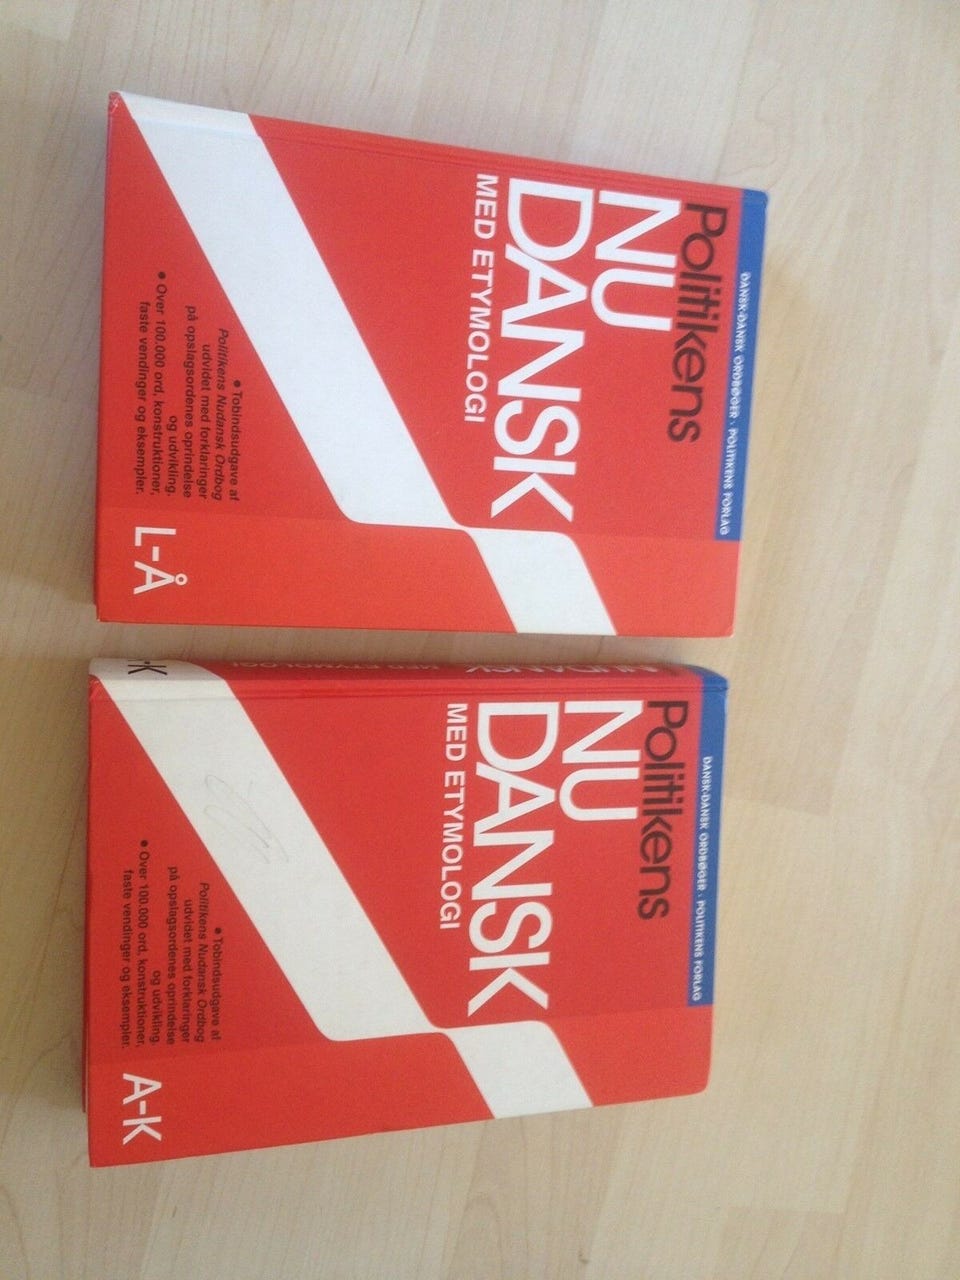 DANSK-DANSK ORDBØGER · POLITIKENS FORLAG
Politikens
NU
DANSK
MED ETYMOLOGI
• Tobindsudgave af
Politikens Nudansk Ordbog
udvidet med forklaringer
på opslagsordenes oprindelse
og udvikling.
• Over 100.000 ord, konstruktioner,
faste vendinger og eksempler.
L-Å
DANSK-DANSK ORDBØGER · POLITIKENS FORLAG
Politikens
NU
DANSK
MED ETYMOLOGI
• Tobindsudgave af
Politikens Nudansk Ordbog
udvidet med forklaringer
på opslagsordenes oprindelse
og udvikling.
• Over 100.000 ord, konstruktioner,
faste vendinger og eksempler.
A-K
NUDANSK
MED ETYMOLOGI
-K